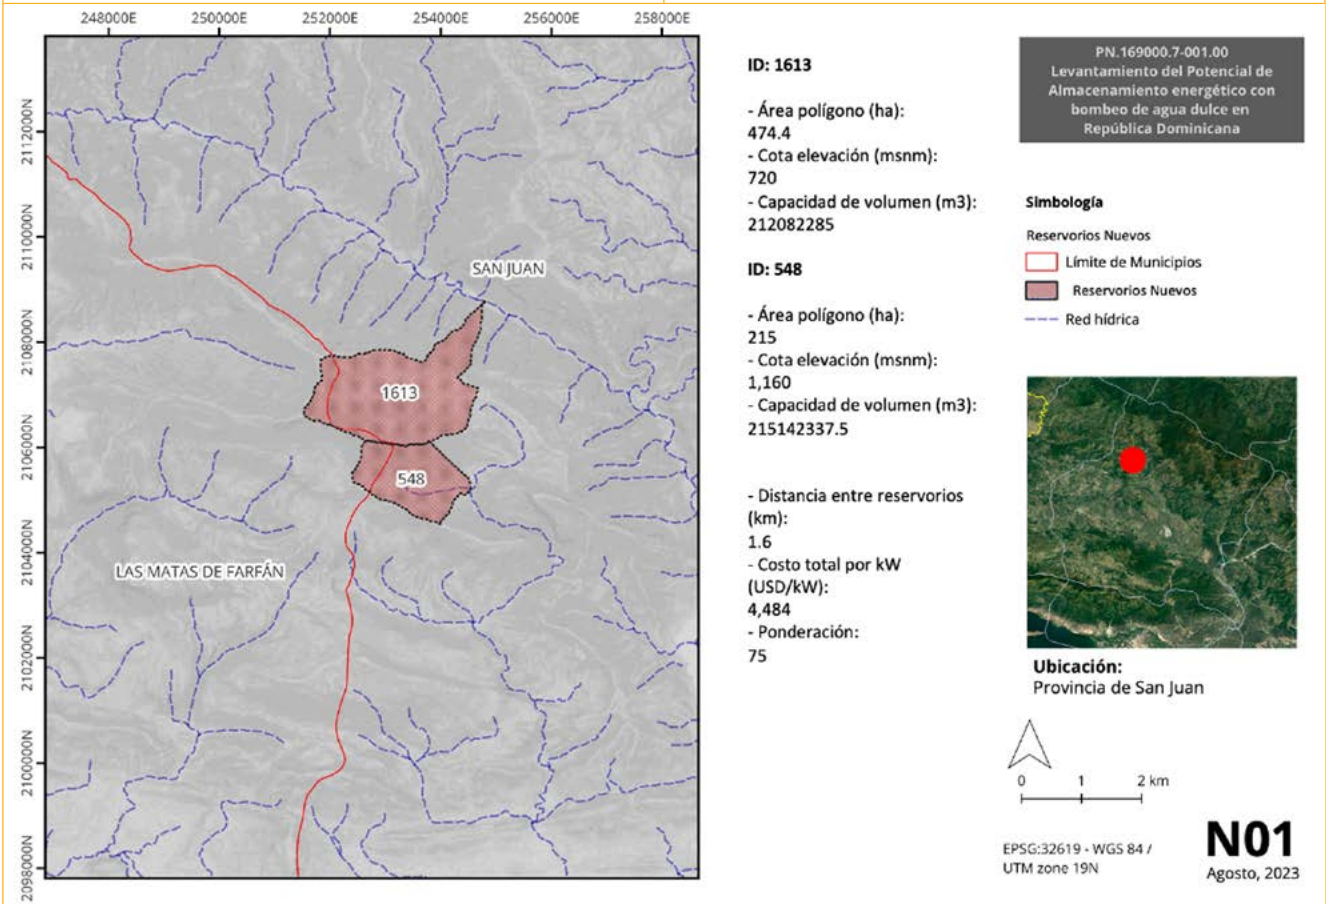 248000E 250000E 252000E 254000E 256000E 258000E
2112000N
2110000N
2108000N
2106000N
2104000N
2102000N
2100000N
2098000N
SAN JUAN
1613
548
LAS MATAS DE FARFÁN
ID: 1613
- Área polígono (ha):
474.4
- Cota elevación (msnm):
720
- Capacidad de volumen (m3):
212082285
ID: 548
- Área polígono (ha):
215
- Cota elevación (msnm):
1,160
- Capacidad de volumen (m3):
215142337.5
- Distancia entre reservorios
(km):
1.6
- Costo total por kW
(USD/kW):
4,484
- Ponderación:
75
PN.169000.7-001.00
Levantamiento del Potencial de
Almacenamiento energético con
bombeo de agua dulce en
República Dominicana
Simbología
Reservorios Nuevos
Límite de Municipios
Reservorios Nuevos
Red hídrica
Ubicación:
Provincia de San Juan
0 1 2 km
EPSG:32619 - WGS 84 /
UTM zone 19N
N01
Agosto, 2023